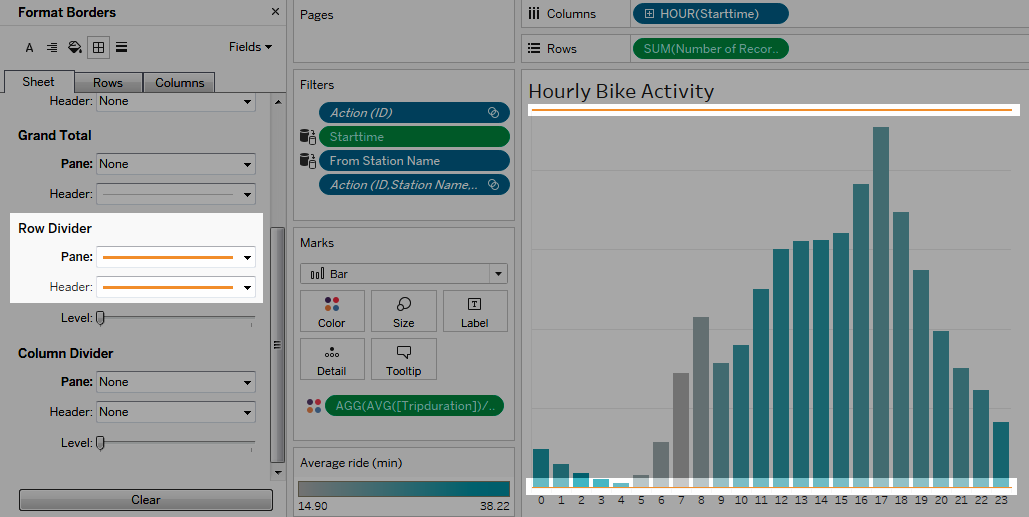 Format Borders
×
A
Fields
Sheet
Rows
Columns
Header: None
Grand Total
Pane: None
Header:
Row Divider
Pane:
Header:
Level:
Column Divider
Pane: None
Header: None
Level:
Clear
Pages
Filters
Action (ID)
Starttime
From Station Name
Action (ID,Station Name,..
Marks
Bar
Color
Size
T
Label
Detail
Tooltip
AGG(AVG([Tripduration])/..
Average ride (min)
14.90 38.22
Columns
HOUR(Starttime)
Rows
SUM(Number of Recor..
Hourly Bike Activity
0 1 2 3 4 5 6 7 8 9 10 11 12 13 14 15 16 17 18 19 20 21 22 23